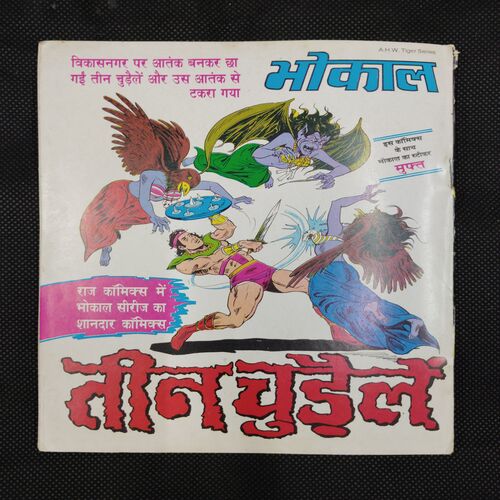 A.H.W. Tiger Series
विकासनगर पर आतंक बनकर छा
गई तीन चुड़ैलें और उस आतंक से
टकरा गया
भोकाल
इस कॉमिक्स
के साथ
भोकाल का स्टीकर
मुफ्त
राज कॉमिक्स में
भोकाल सीरीज का
शानदार कॉमिक्स
तीन चुड़ैलें